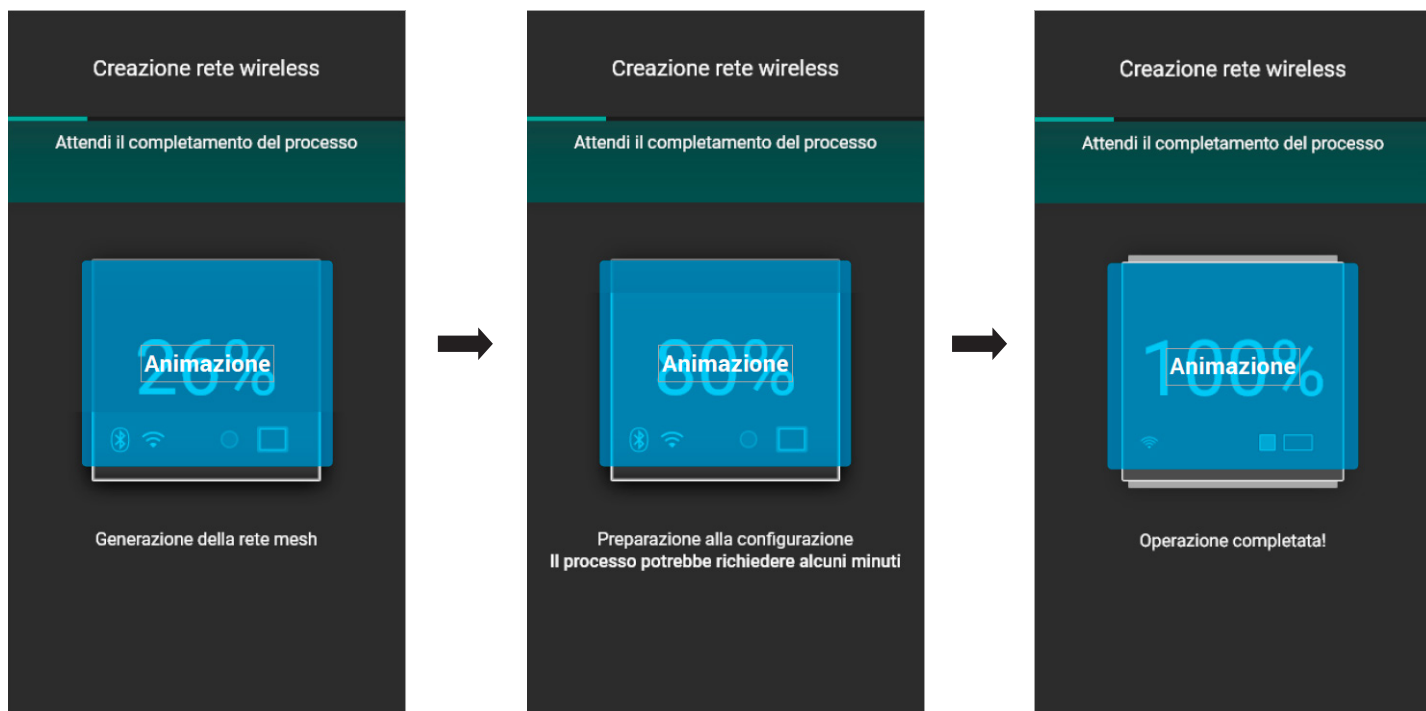 Creazione rete wireless
Attendi il completamento del processo
26%
Animazione
Generazione della rete mesh
Creazione rete wireless
Attendi il completamento del processo
80%
Animazione
Preparazione alla configurazione
Il processo potrebbe richiedere alcuni minuti
Creazione rete wireless
Attendi il completamento del processo
100%
Animazione
Operazione completata!